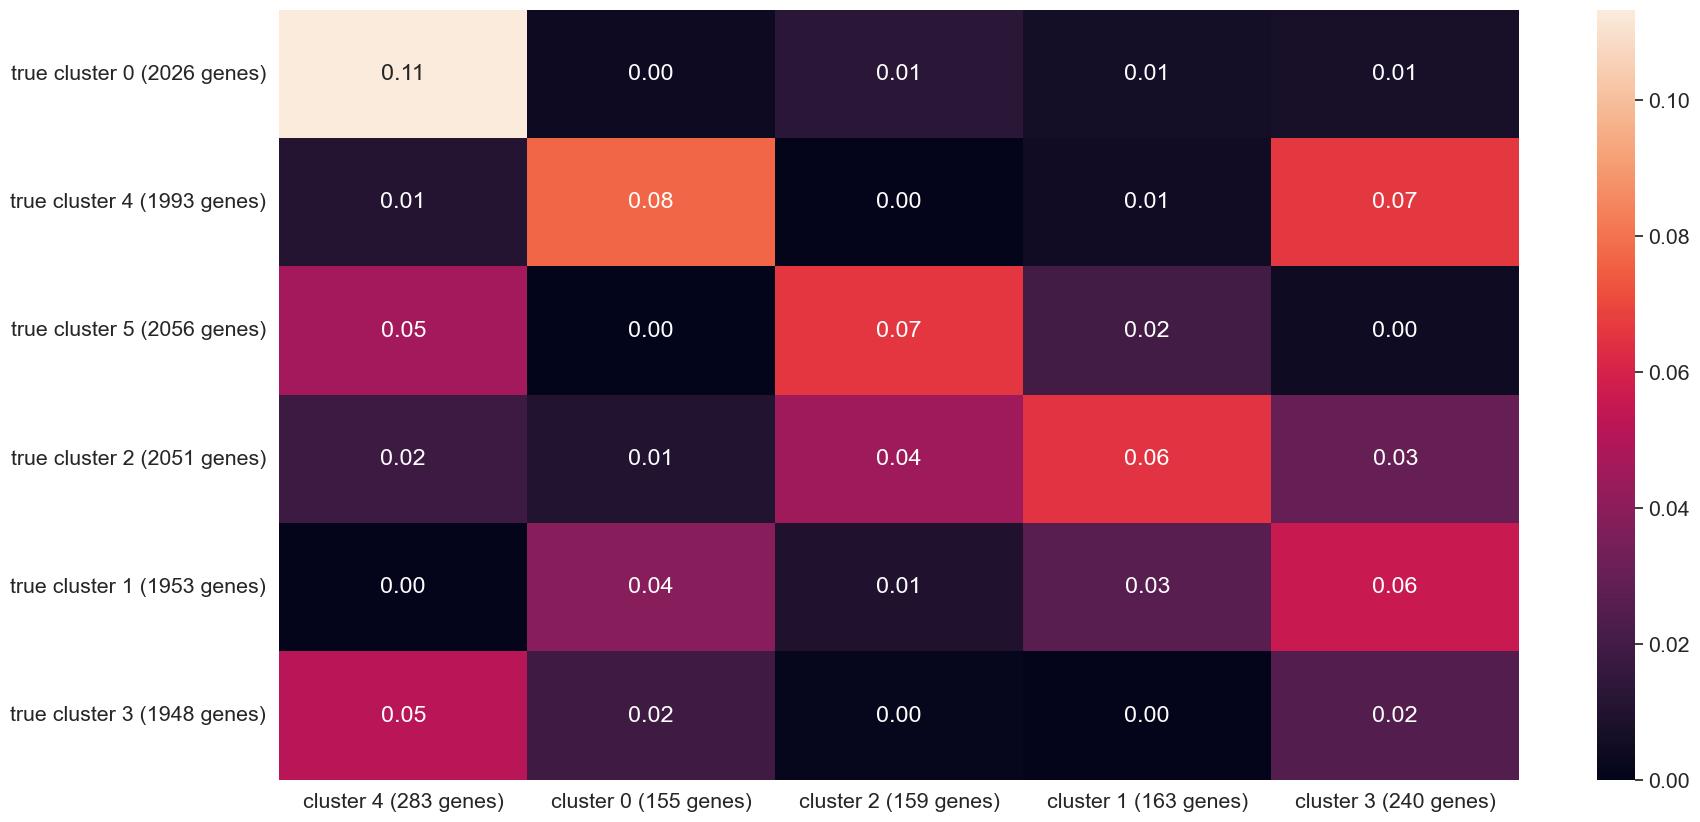 true cluster 0 (2026 genes) 0.11 0.00 0.01 0.01 0.01
0.10
true cluster 4 (1993 genes) 0.01 0.08 0.00 0.01 0.07
0.08
true cluster 5 (2056 genes) 0.05 0.00 0.07 0.02 0.00
0.06
true cluster 2 (2051 genes) 0.02 0.01 0.04 0.06 0.03
0.04
true cluster 1 (1953 genes) 0.00 0.04 0.01 0.03 0.06
0.02
true cluster 3 (1948 genes) 0.05 0.02 0.00 0.00 0.02
0.00
cluster 4 (283 genes) cluster 0 (155 genes) cluster 2 (159 genes) cluster 1 (163 genes) cluster 3 (240 genes)